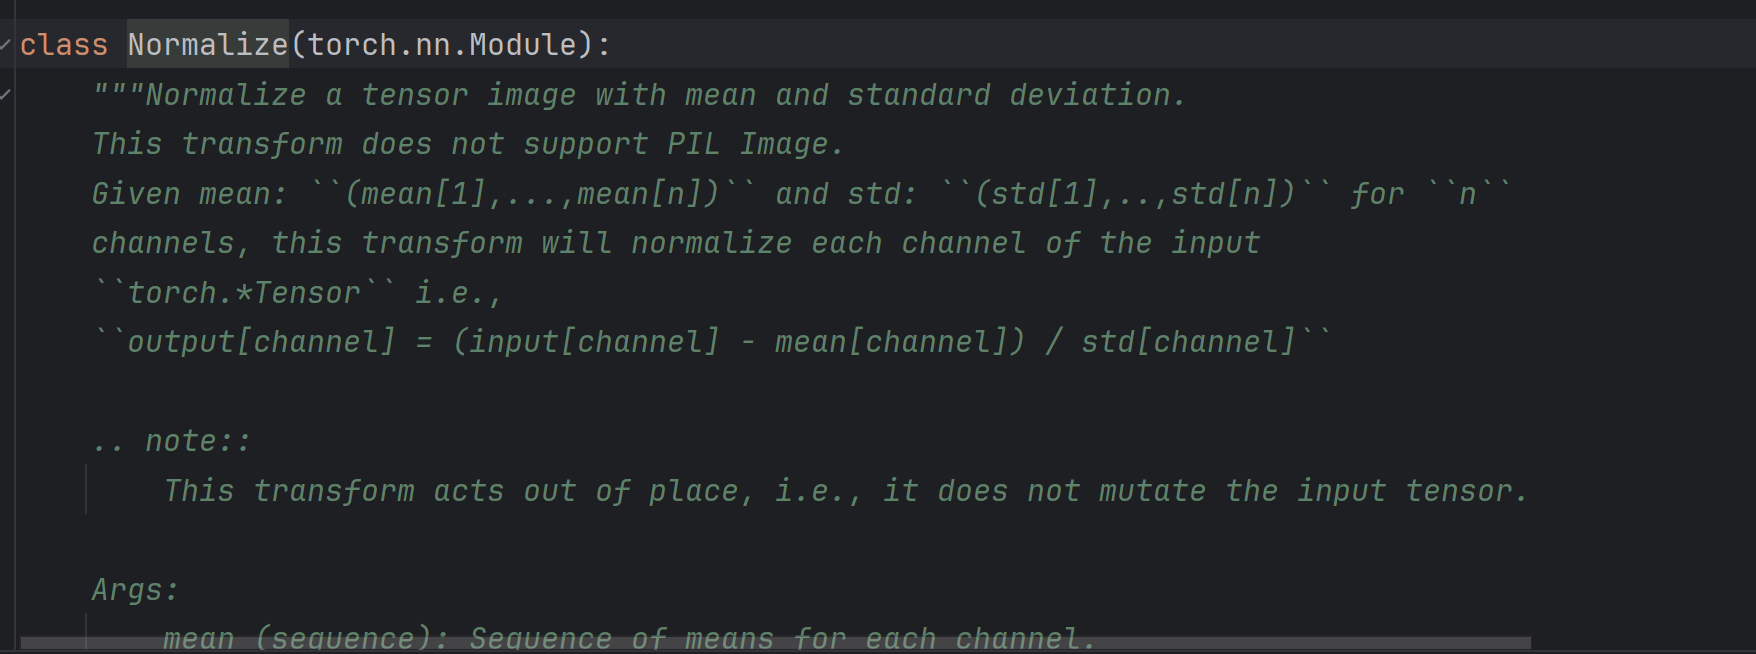 class Normalize(torch.nn.Module):
"""Normalize a tensor image with mean and standard deviation.
This transform does not support PIL Image.
Given mean: ``(mean[1],...,mean[n])`` and std: ``(std[1],..,std[n])`` for ``n``
channels, this transform will normalize each channel of the input
``torch.*Tensor`` i.e.,
``output[channel] = (input[channel] - mean[channel]) / std[channel]``
.. note::
This transform acts out of place, i.e., it does not mutate the input tensor.
Args:
mean (sequence): Sequence of means for each channel.